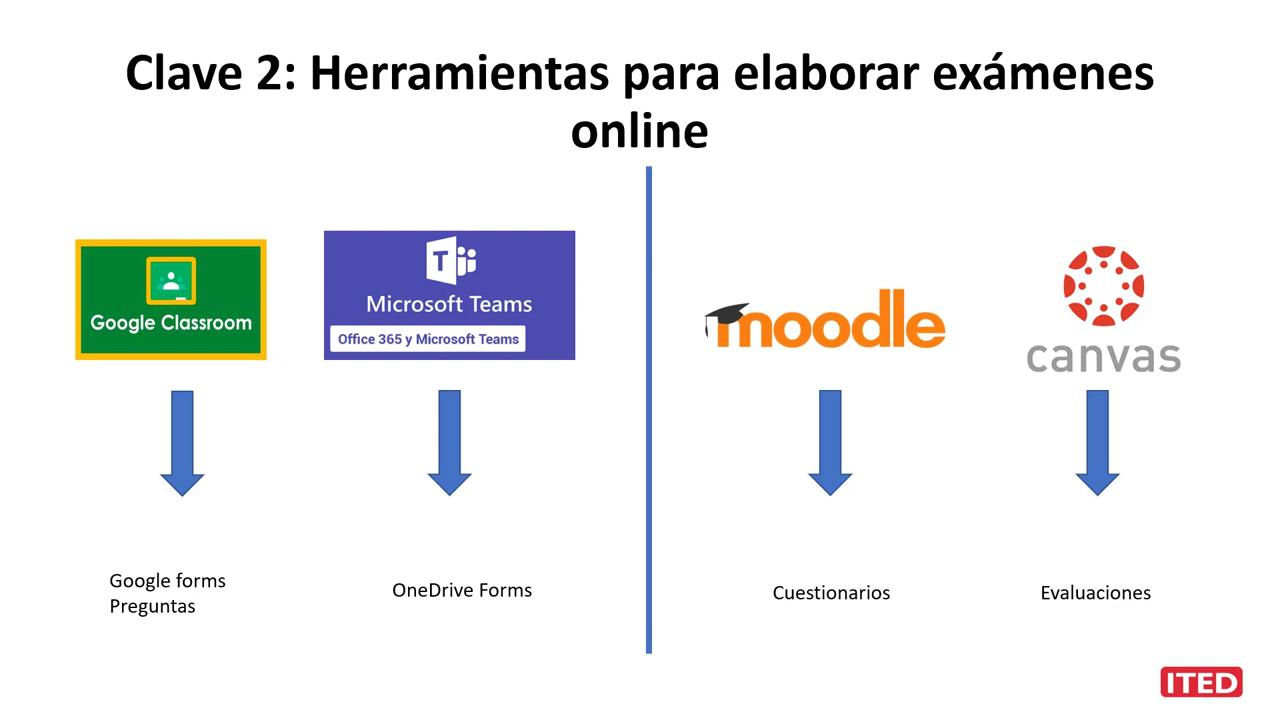 Clave 2: Herramientas para elaborar exámenes
online
Google Classroom
T
Microsoft Teams
Office 365 y Microsoft Teams
moodle
canvas
Google forms
Preguntas
OneDrive Forms
Cuestionarios
Evaluaciones
ITED